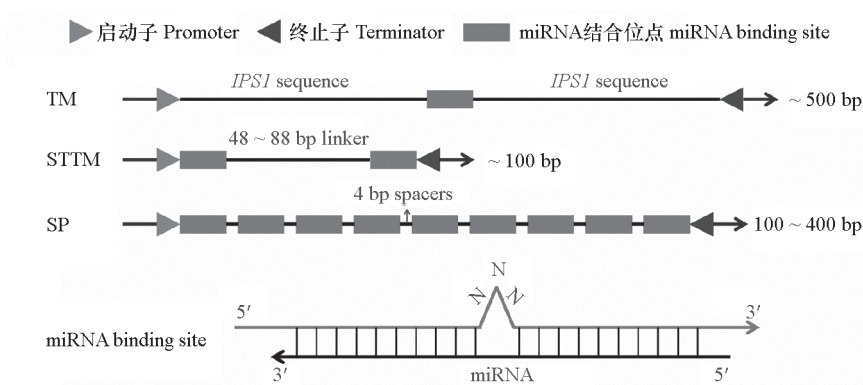 启动子 Promoter 终止子 Terminator miRNA结合位点 miRNA binding site
IPS1 sequence IPS1 sequence
TM ~ 500 bp
48 ~ 88 bp linker
STTM ~ 100 bp
4 bp spacers
SP 100 ~ 400 bp
N
N N
5′ 3′
miRNA binding site
3′ miRNA 5′